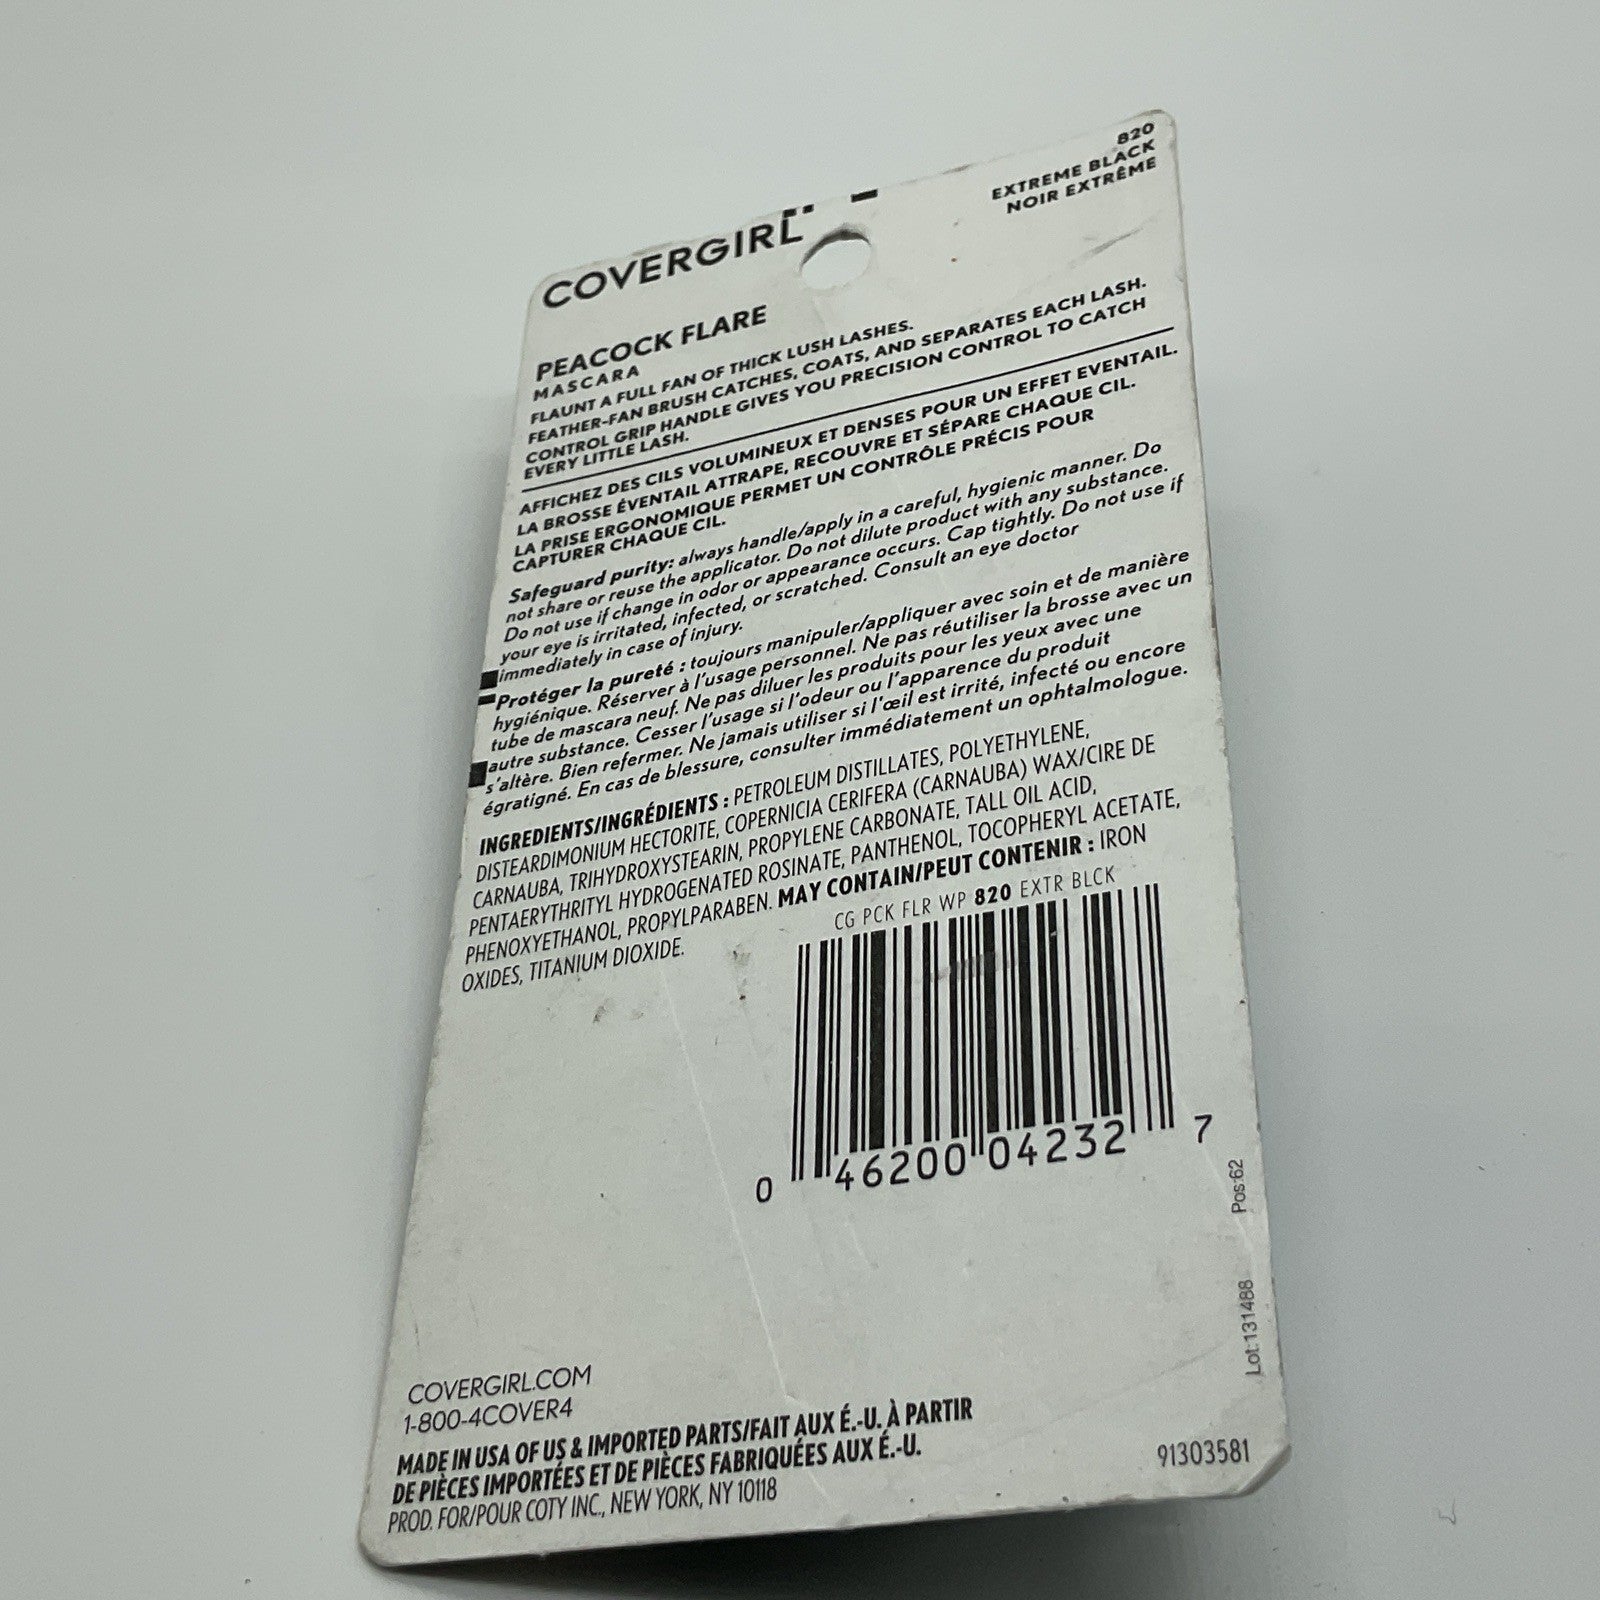 820
EXTREME BLACK
NOIR EXTRÊME
COVERGIRL
PEACOCK FLARE
MASCARA
FLAUNT A FULL FAN OF THICK LUSH LASHES.
FEATHER-FAN BRUSH CATCHES, COATS, AND SEPARATES EACH LASH.
CONTROL GRIP HANDLE GIVES YOU PRECISION CONTROL TO CATCH
EVERY LITTLE LASH.
AFFICHEZ DES CILS VOLUMINEUX ET DENSES POUR UN EFFET EVENTAIL.
LA BROSSE ÉVENTAIL ATTRAPE, RECOUVRE ET SÉPARE CHAQUE CIL.
LA PRISE ERGONOMIQUE PERMET UN CONTRÔLE PRÉCIS POUR
CAPTURER CHAQUE CIL.
Safeguard purity: always handle/apply in a careful, hygienic manner. Do
not share or reuse the applicator. Do not dilute product with any substance.
Do not use if change in odor or appearance occurs. Cap tightly. Do not use if
your eye is irritated, infected, or scratched. Consult an eye doctor
immediately in case of injury.
Protéger la pureté : toujours manipuler/appliquer avec soin et de manière
hygiénique. Réserver à l'usage personnel. Ne pas réutiliser la brosse avec un
tube de mascara neuf. Ne pas diluer les produits pour les yeux avec une
autre substance. Cesser l'usage si l'odeur ou l'apparence du produit
s'altère. Bien refermer. Ne jamais utiliser si l'œil est irrité, infecté ou encore
égratigné. En cas de blessure, consulter immédiatement un ophtalmologue.
INGREDIENTS/INGRÉDIENTS : PETROLEUM DISTILLATES, POLYETHYLENE,
DISTEARDIMONIUM HECTORITE, COPERNICIA CERIFERA (CARNAUBA) WAX/CIRE DE
CARNAUBA, TRIHYDROXYSTEARIN, PROPYLENE CARBONATE, TALL OIL ACID,
PENTAERYTHRITYL HYDROGENATED ROSINATE, PANTHENOL, TOCOPHERYL ACETATE,
PHENOXYETHANOL, PROPYLPARABEN. MAY CONTAIN/PEUT CONTENIR : IRON
OXIDES, TITANIUM DIOXIDE.
CG PCK FLR WP 820 EXTR BLCK
0 46200 04232 7
Pos:62
Lot:131488
COVERGIRL.COM
1-800-4COVER4
MADE IN USA OF US & IMPORTED PARTS/FAIT AUX É.-U. À PARTIR
DE PIÈCES IMPORTÉES ET DE PIÈCES FABRIQUÉES AUX É.-U.
PROD. FOR/POUR COTY INC., NEW YORK, NY 10118
91303581